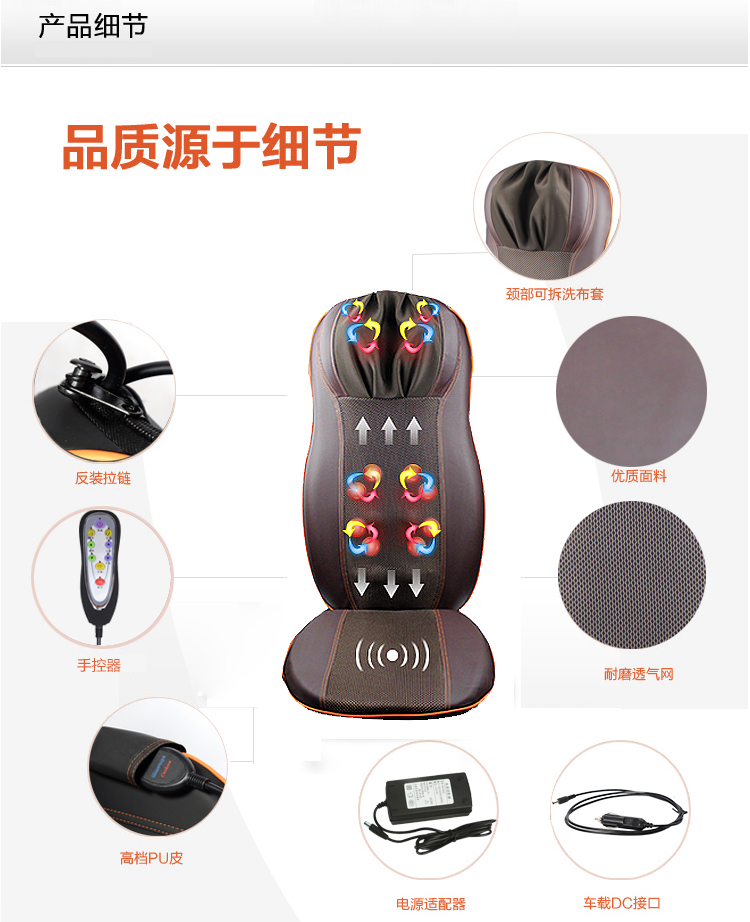 产品细节
品质源于细节
颈部可拆洗布套
反装拉链
优质面料
手控器
耐磨透气网
高档PU皮
电源适配器
车载DC接口